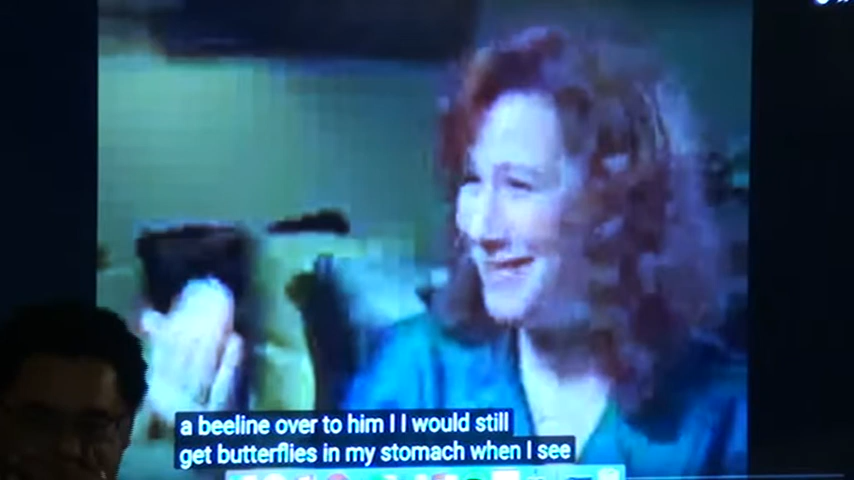 a beeline over to him I I would still
get butterflies in my stomach when I see